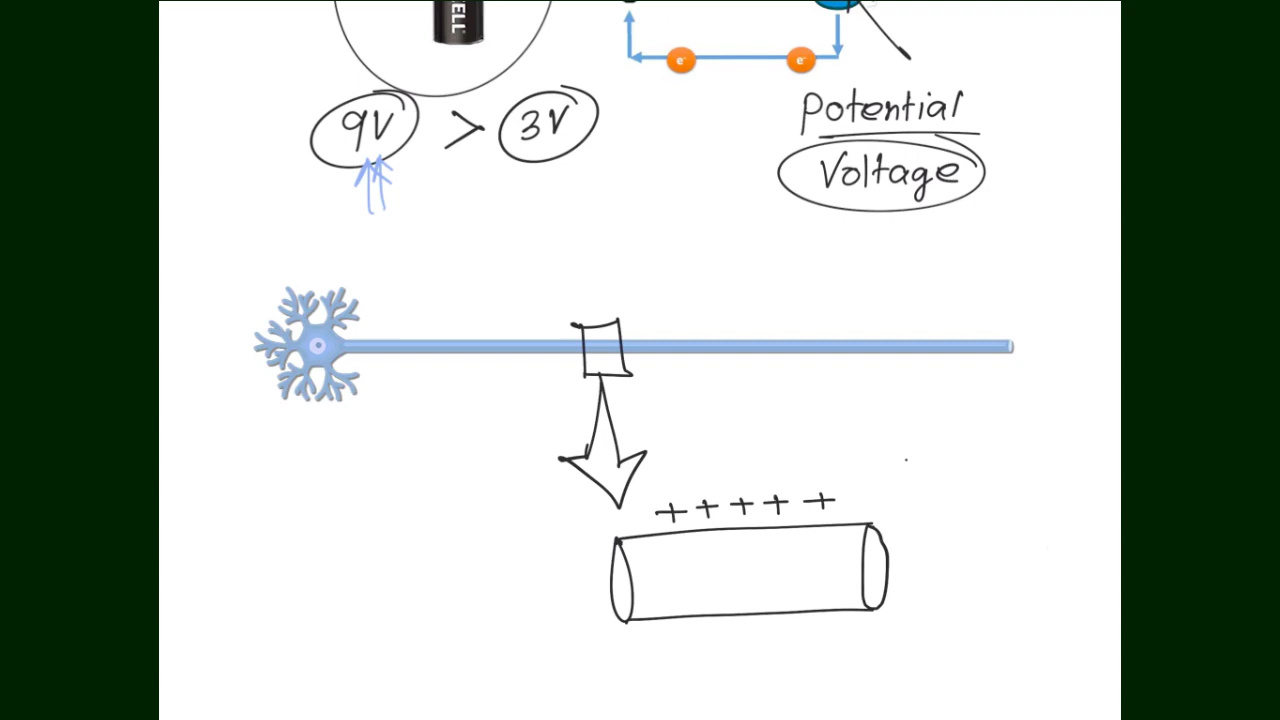 ELL
e⁻ e⁻
9V > 3V
Potential
Voltage
+ + + + +